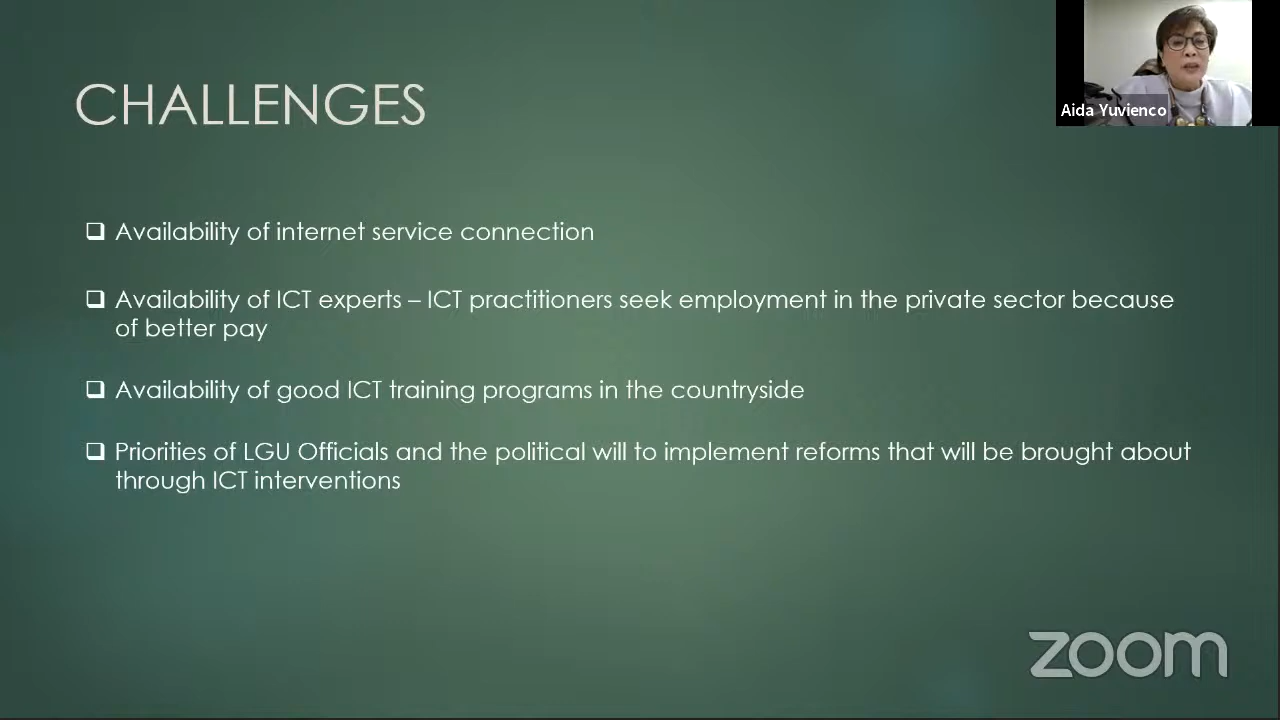 Aida Yuvienco
CHALLENGES
❑ Availability of internet service connection
❑ Availability of ICT experts – ICT practitioners seek employment in the private sector because
of better pay
❑ Availability of good ICT training programs in the countryside
❑ Priorities of LGU Officials and the political will to implement reforms that will be brought about
through ICT interventions
zoom